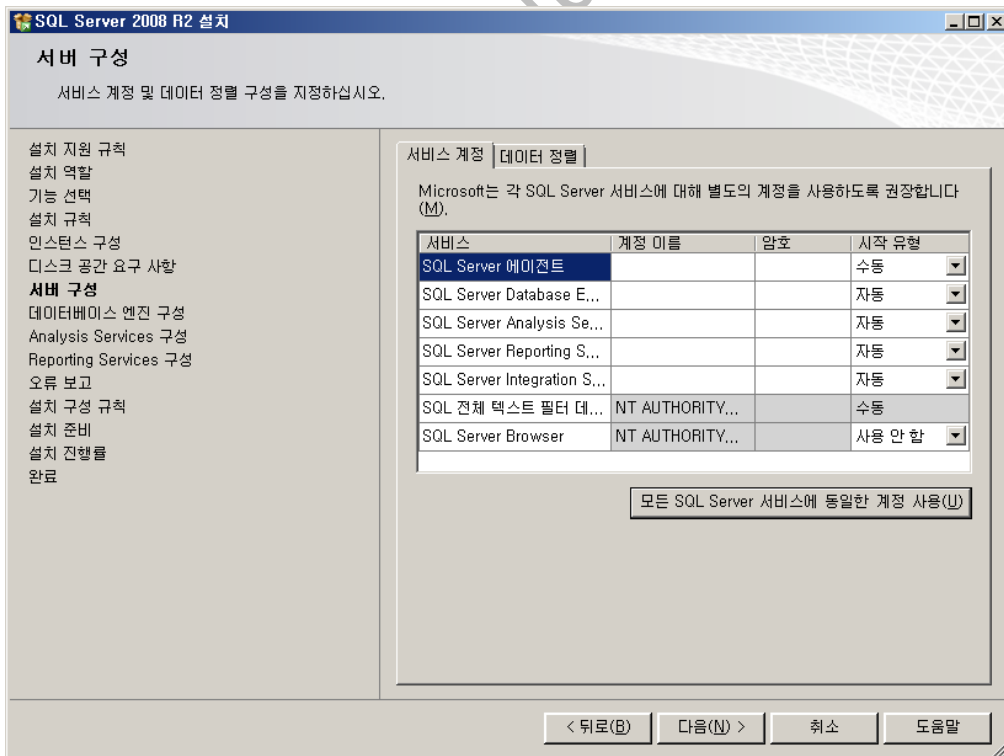 SQL Server 2008 R2 설치
서버 구성
서비스 계정 및 데이터 정렬 구성을 지정하십시오.
설치 지원 규칙
설치 역할
기능 선택
설치 규칙
인스턴스 구성
디스크 공간 요구 사항
서버 구성
데이터베이스 엔진 구성
Analysis Services 구성
Reporting Services 구성
오류 보고
설치 구성 규칙
설치 준비
설치 진행률
완료
서비스 계정 데이터 정렬
Microsoft는 각 SQL Server 서비스에 대해 별도의 계정을 사용하도록 권장합니다
(M).
서비스 계정 이름 암호 시작 유형
SQL Server 에이전트 수동
SQL Server Database E... 자동
SQL Server Analysis Se... 자동
SQL Server Reporting S... 자동
SQL Server Integration S... 자동
SQL 전체 텍스트 필터 데... NT AUTHORITY... 수동
SQL Server Browser NT AUTHORITY... 사용 안 함
모든 SQL Server 서비스에 동일한 계정 사용(U)
< 뒤로(B) 다음(N) > 취소 도움말